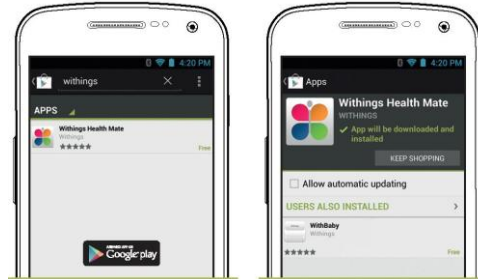 4:20 PM
withings
APPS
Withings Health Mate
Withings
Free
Google play
4:20 PM
Apps
Withings Health Mate
WITHINGS
App will be downloaded and
installed
KEEP SHOPPING
Allow automatic updating
USERS ALSO INSTALLED
WithBaby
Withings
Free